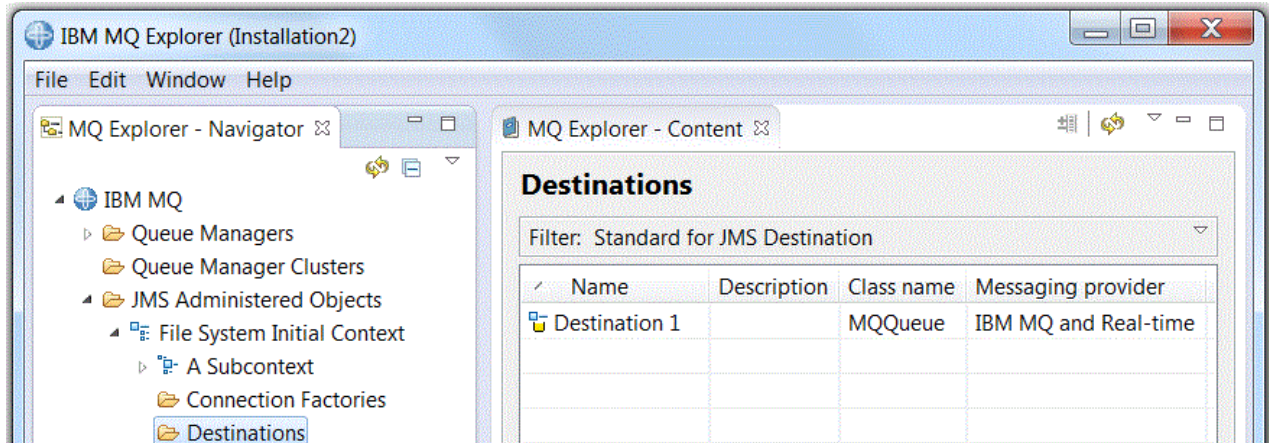 IBM MQ Explorer (Installation2)
File Edit Window Help
MQ Explorer - Navigator
IBM MQ
Queue Managers
Queue Manager Clusters
JMS Administered Objects
File System Initial Context
A Subcontext
Connection Factories
Destinations
MQ Explorer - Content
Destinations
Filter: Standard for JMS Destination
Name Description Class name Messaging provider
Destination 1 MQQueue IBM MQ and Real-time